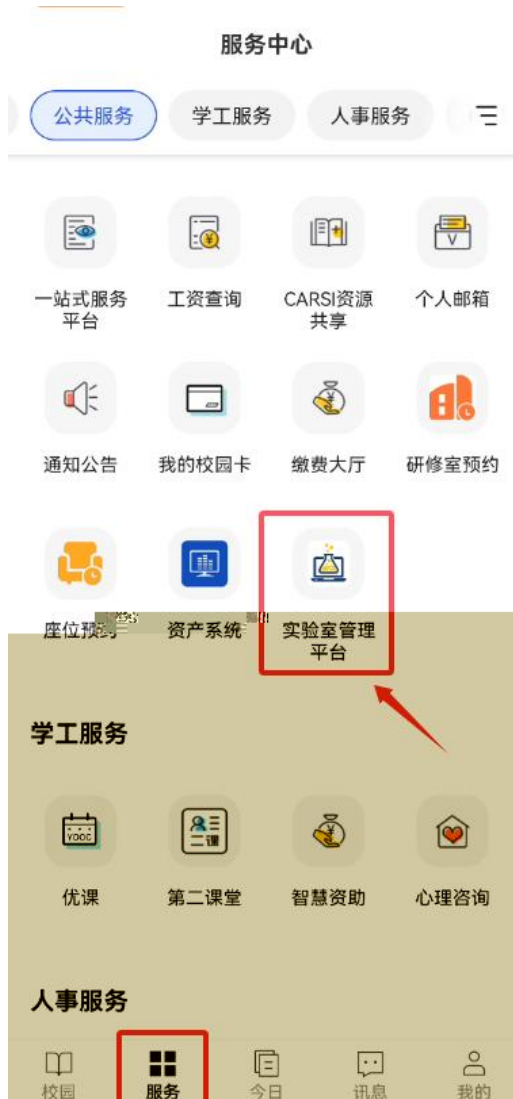 服务中心
公共服务 学工服务 人事服务
一站式服务平台 工资查询 CARSI资源共享 个人邮箱
通知公告 我的校园卡 缴费大厅 研修室预约
座位预约 资产系统 实验室管理平台
学工服务
YOOC
二课
优课 第二课堂 智慧资助 心理咨询
人事服务
校园 服务 今日 讯息 我的